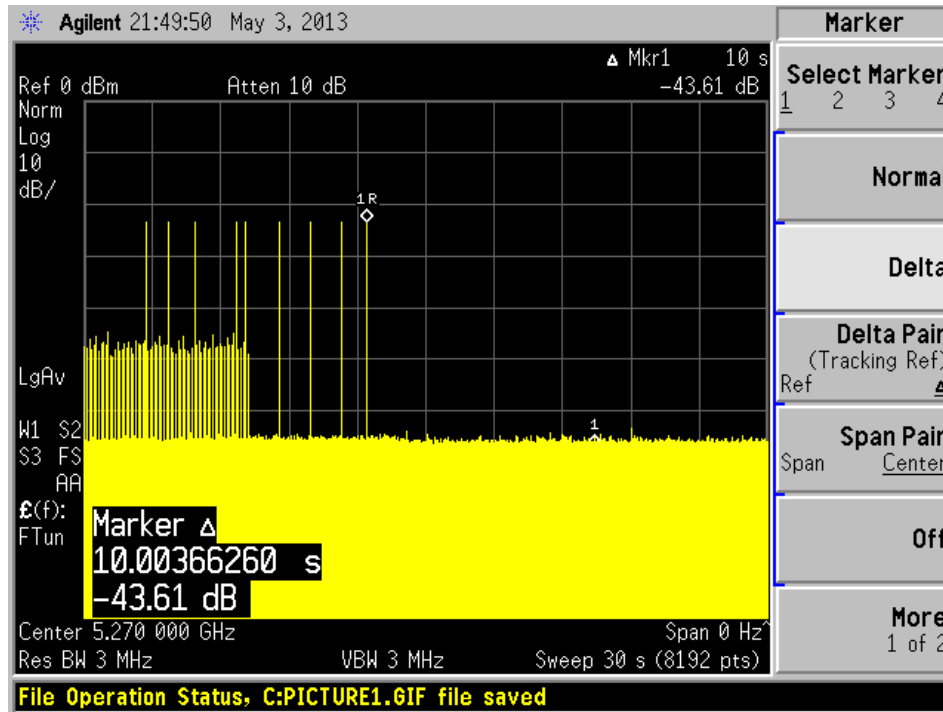 Agilent 21:49:50 May 3, 2013
Δ Mkr1 10 s
Ref 0 dBm Atten 10 dB -43.61 dB
Norm
Log
10
dB/
1R
LgAv
1
W1 S2
S3 FS
AA
£(f):
FTun
Marker Δ
10.00366260 s
-43.61 dB
Center 5.270 000 GHz Span 0 Hz^
Res BW 3 MHz VBW 3 MHz Sweep 30 s (8192 pts)
File Operation Status, C:PICTURE1.GIF file saved
Marker
Select Marker
1 2 3 4
Norma
Delta
Delta Pair
(Tracking Ref)
Ref Δ
Span Pair
Span Center
Off
More
1 of 2